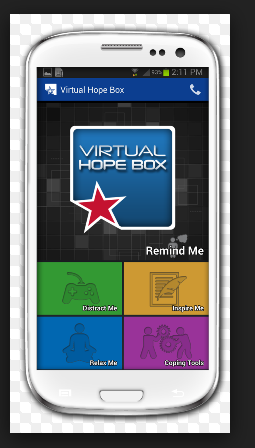 93% 2:11 PM
Virtual Hope Box
VIRTUAL
HOPE BOX
Remind Me
Distract Me
Inspire Me
Relax Me
Coping Tools